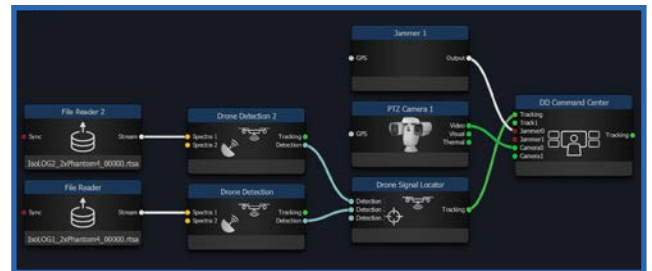 Jammer 1
GPS Output
File Reader 2
Sync Stream
IsoLOG2_2xPhantom4_00000.rtsa
Drone Detection 2
Spectra 1 Tracking
Spectra 2 Detection
PTZ Camera 1
Video
GPS Visual
Thermal
DD Command Center
Tracking
Track1
Jammer0 Tracking
Jammer1
Camera0
Camera1
File Reader
Sync Stream
IsoLOG1_2xPhantom4_00000.rtsa
Drone Detection
Spectra 1 Tracking
Spectra 2 Detection
Drone Signal Locator
Detection
Detection Tracking
Detection